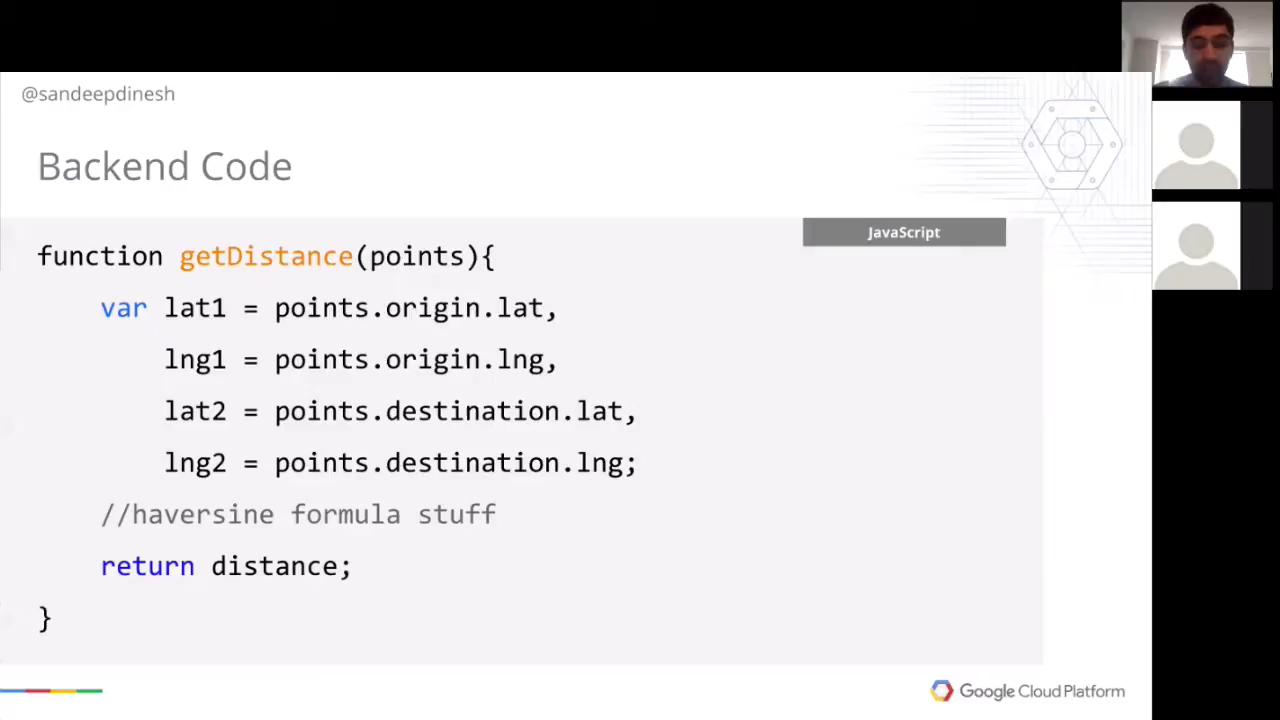 @sandeepdinesh
Backend Code
JavaScript
function getDistance(points){
var lat1 = points.origin.lat,
lng1 = points.origin.lng,
lat2 = points.destination.lat,
lng2 = points.destination.lng;
//haversine formula stuff
return distance;
}
Google Cloud Platform